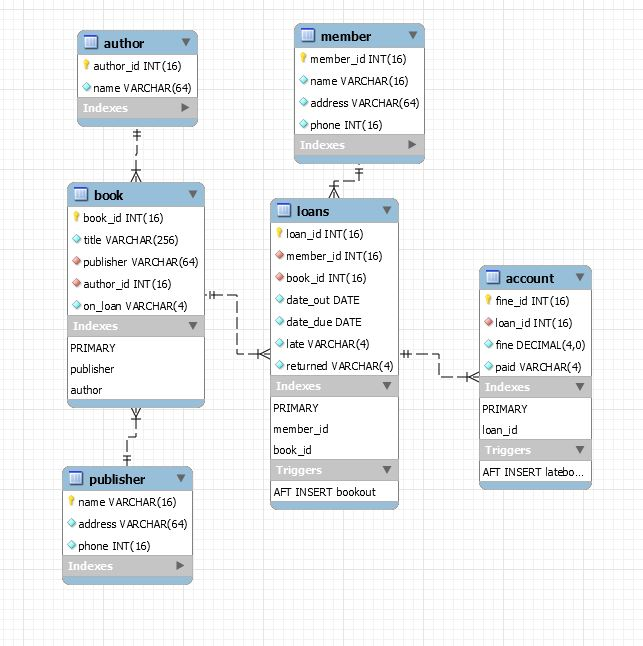 author
author_id INT(16)
name VARCHAR(64)
Indexes
member
member_id INT(16)
name VARCHAR(16)
address VARCHAR(64)
phone INT(16)
Indexes
book
book_id INT(16)
title VARCHAR(256)
publisher VARCHAR(64)
author_id INT(16)
on_loan VARCHAR(4)
Indexes
PRIMARY
publisher
author
loans
loan_id INT(16)
member_id INT(16)
book_id INT(16)
date_out DATE
date_due DATE
late VARCHAR(4)
returned VARCHAR(4)
Indexes
PRIMARY
member_id
book_id
Triggers
AFT INSERT bookout
account
fine_id INT(16)
loan_id INT(16)
fine DECIMAL(4,0)
paid VARCHAR(4)
Indexes
PRIMARY
loan_id
Triggers
AFT INSERT latebo...
publisher
name VARCHAR(16)
address VARCHAR(64)
phone INT(16)
Indexes